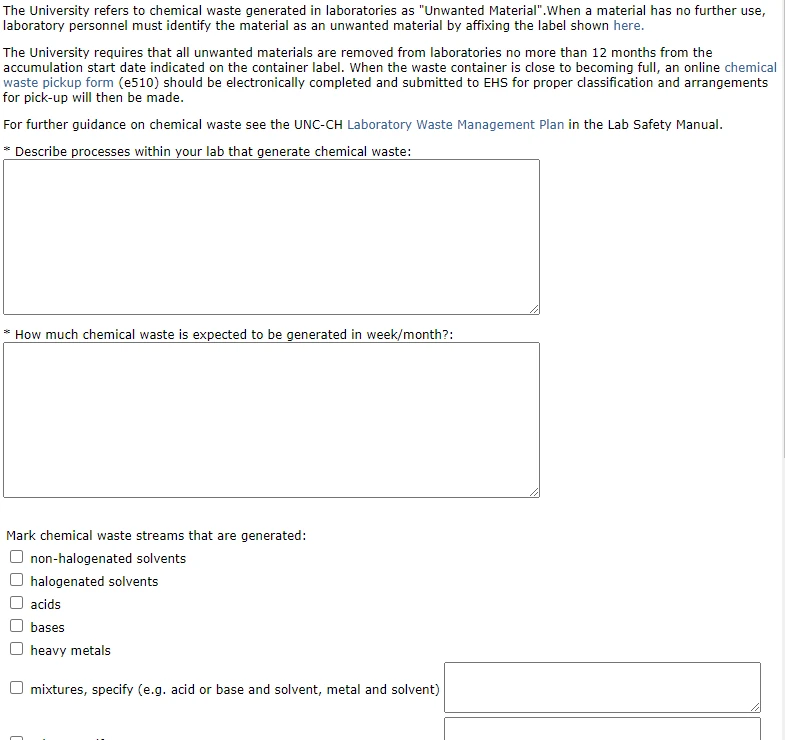 The University refers to chemical waste generated in laboratories as "Unwanted Material".When a material has no further use,
laboratory personnel must identify the material as an unwanted material by affixing the label shown here.
The University requires that all unwanted materials are removed from laboratories no more than 12 months from the
accumulation start date indicated on the container label. When the waste container is close to becoming full, an online chemical
waste pickup form (e510) should be electronically completed and submitted to EHS for proper classification and arrangements
for pick-up will then be made.
For further guidance on chemical waste see the UNC-CH Laboratory Waste Management Plan in the Lab Safety Manual.
* Describe processes within your lab that generate chemical waste:
* How much chemical waste is expected to be generated in week/month?:
Mark chemical waste streams that are generated:
non-halogenated solvents
halogenated solvents
acids
bases
heavy metals
mixtures, specify (e.g. acid or base and solvent, metal and solvent)